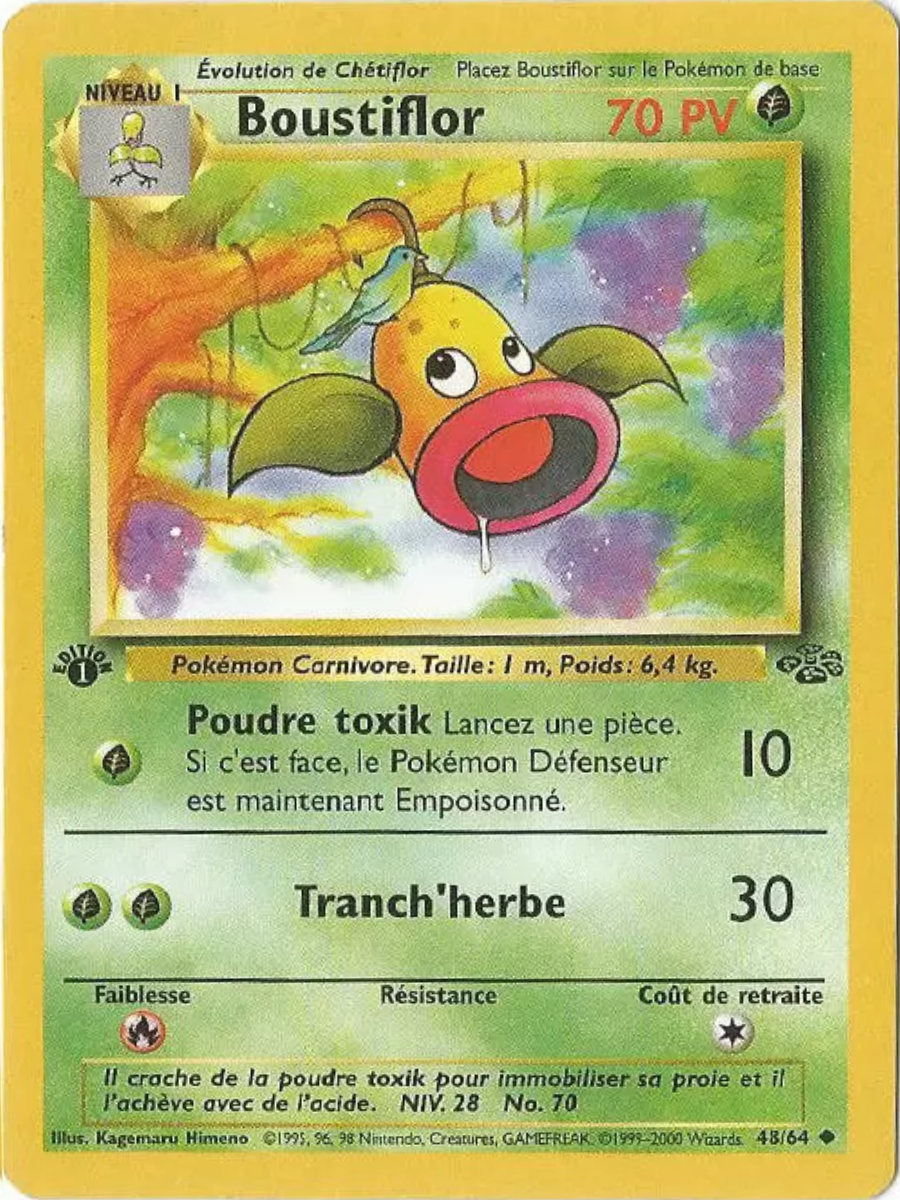 Évolution de Chétiflor Placez Boustiflor sur le Pokémon de base
NIVEAU I
Boustiflor 70 PV
EDITION 1
Pokémon Carnivore. Taille: 1 m, Poids: 6,4 kg.
Poudre toxik Lancez une pièce.
Si c'est face, le Pokémon Défenseur
est maintenant Empoisonné.
10
Tranch'herbe 30
Faiblesse Résistance Coût de retraite
Il crache de la poudre toxik pour immobiliser sa proie et il
l'achève avec de l'acide. NIV. 28 No. 70
Illus. Kagemaru Himeno ©1995, 96, 98 Nintendo, Creatures, GAMEFREAK. ©1999-2000 Wizards. 48/64